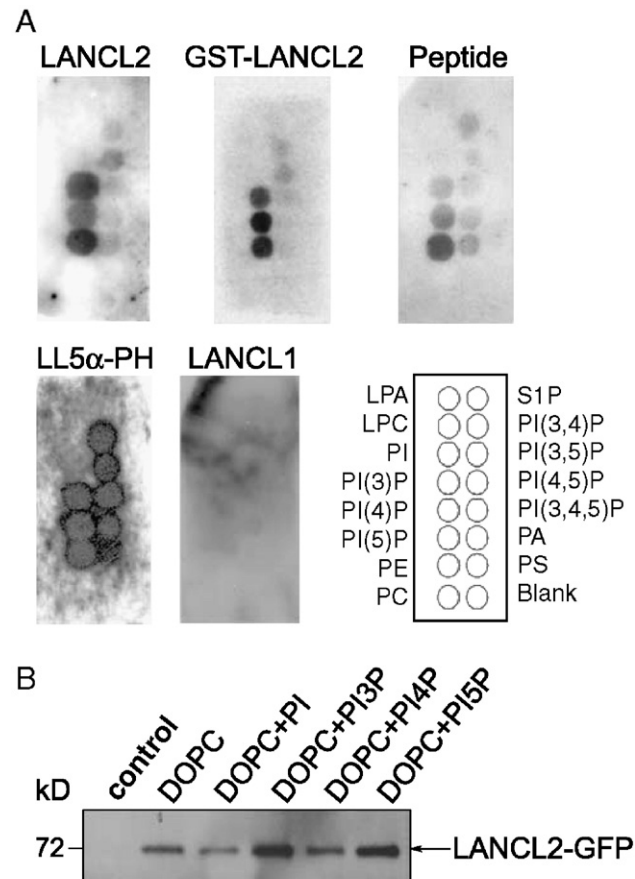 A
LANCL2 GST-LANCL2 Peptide
LL5α-PH LANCL1
LPA S1P
LPC PI(3,4)P
PI PI(3,5)P
PI(3)P PI(4,5)P
PI(4)P PI(3,4,5)P
PI(5)P PA
PE PS
PC Blank
B
control DOPC DOPC+PI DOPC+PI3P DOPC+PI4P DOPC+PI5P
kD
72 LANCL2-GFP